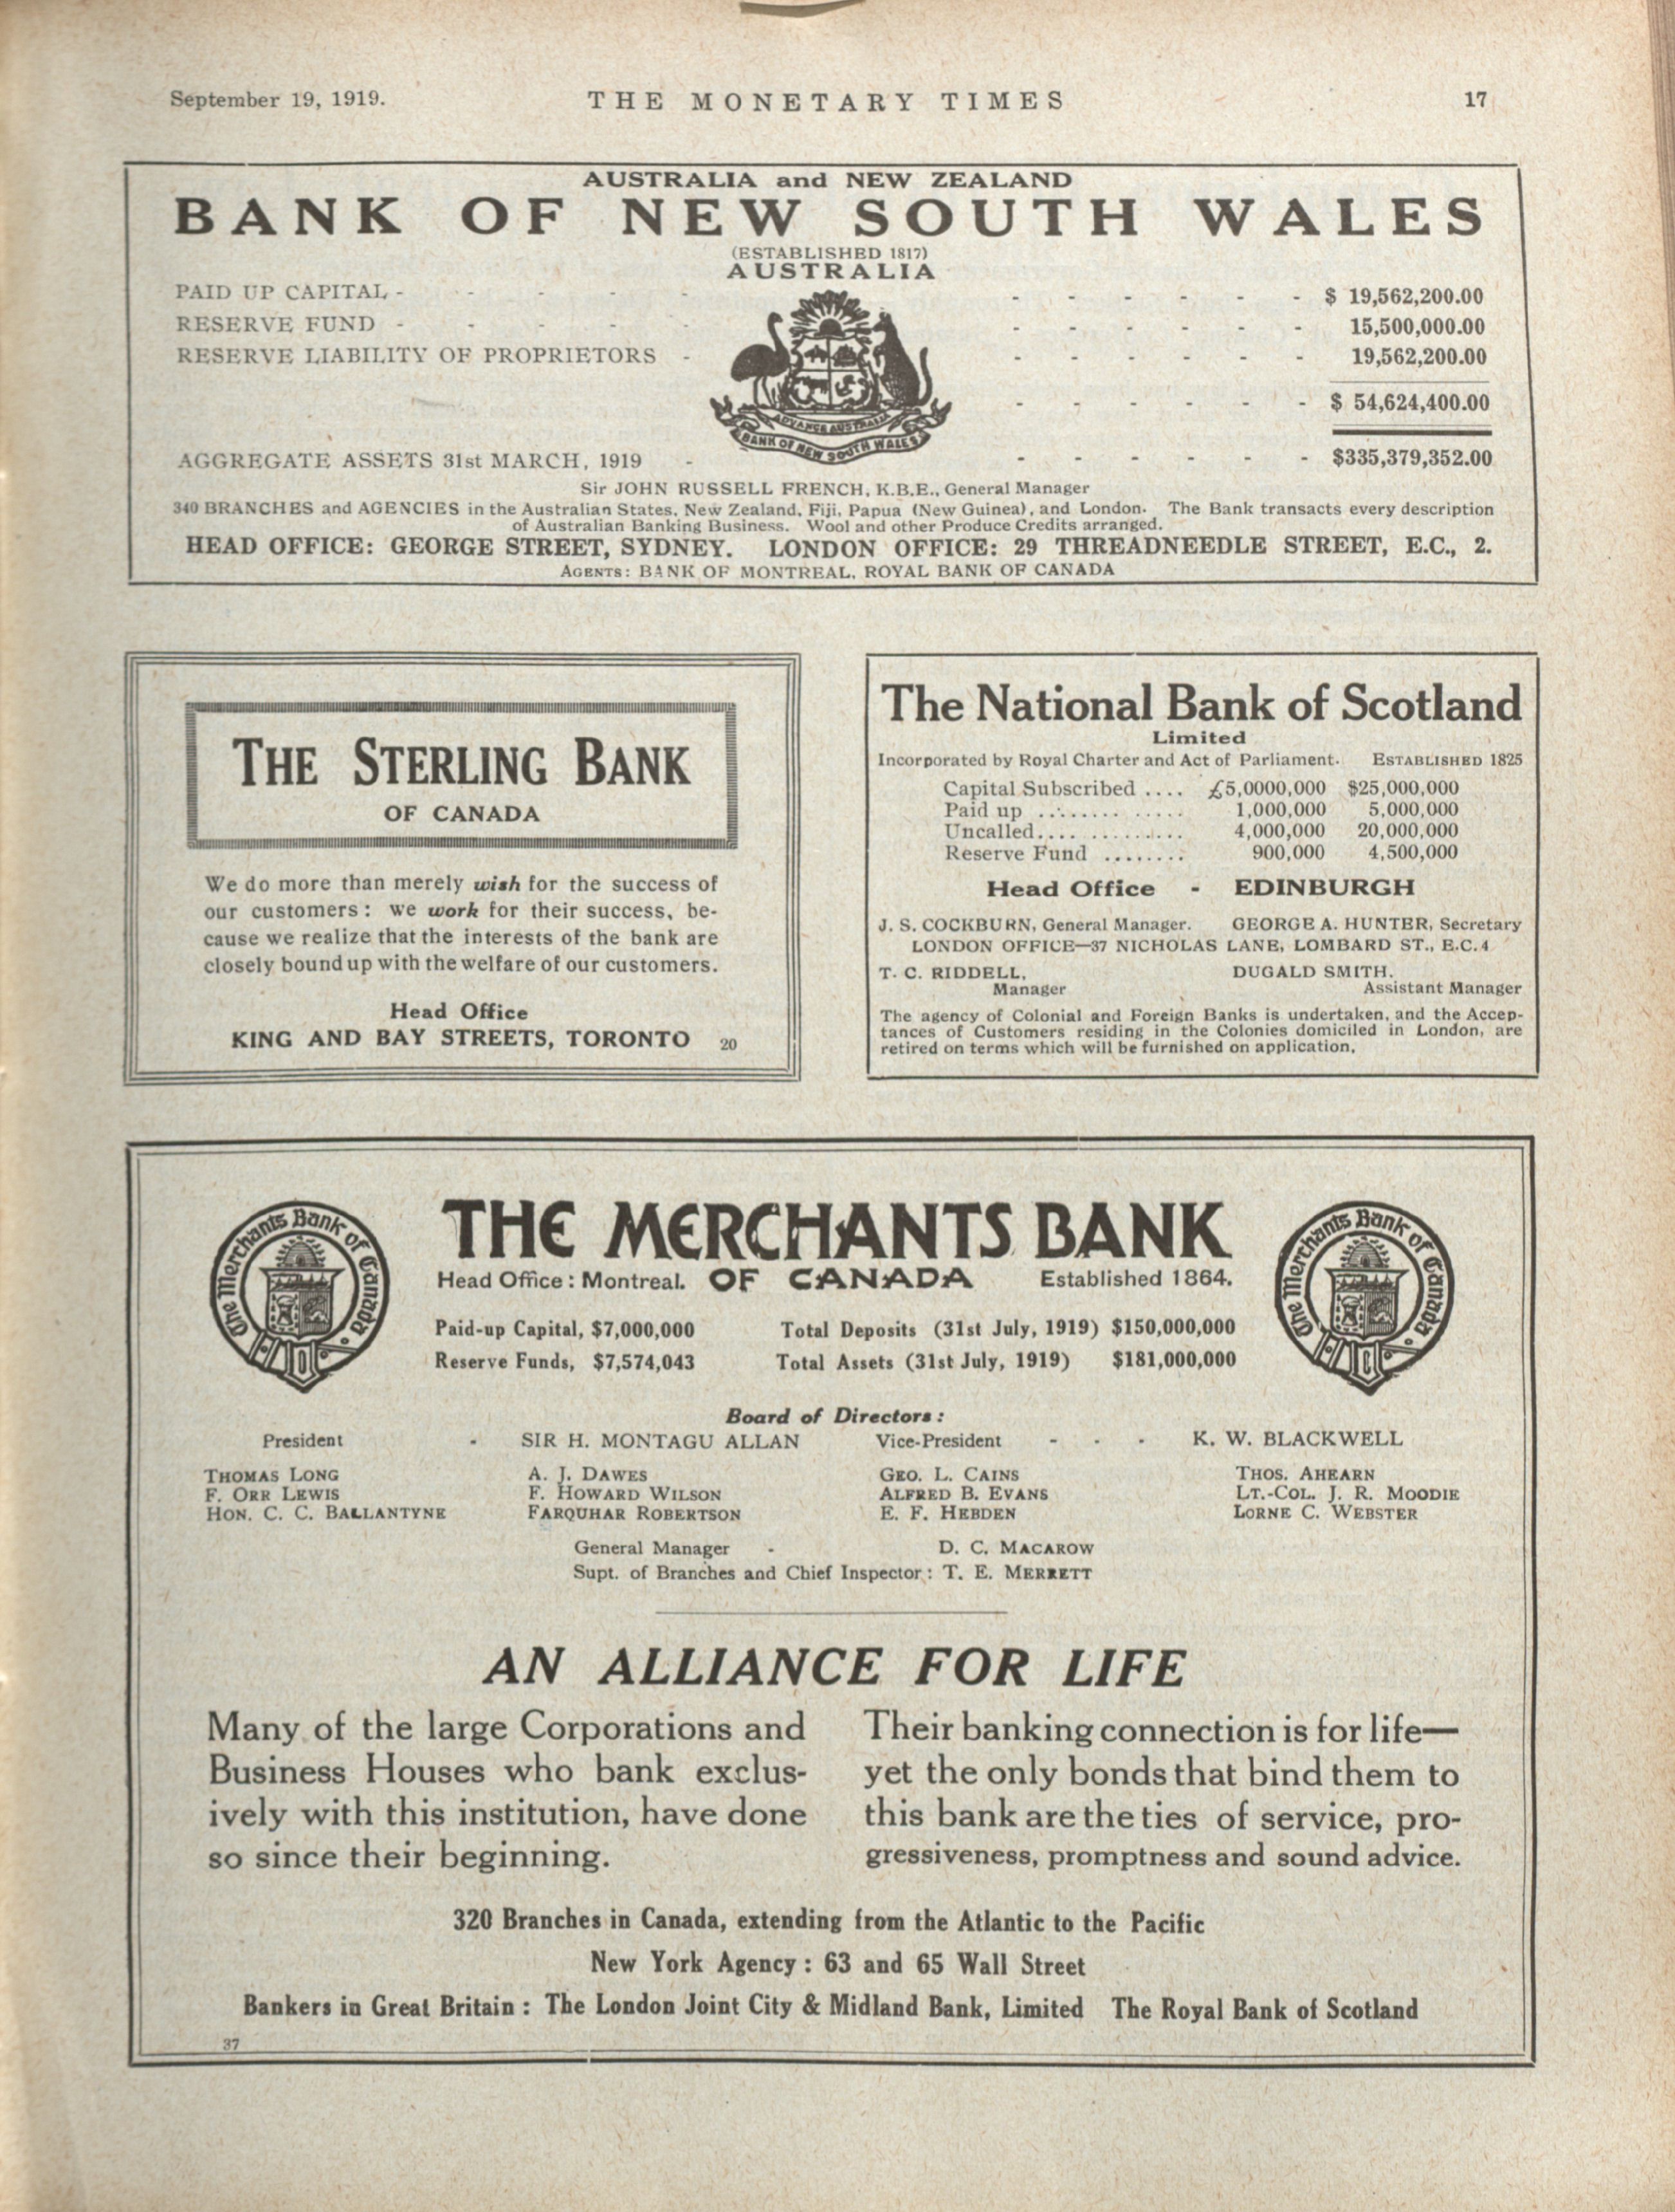 September 19, 1919. THE MONETARY TIMES 17
AUSTRALIA and NEW ZEALAND
BANK OF NEW SOUTH WALES
(ESTABLISHED 1817)
AUSTRALIA
PAID UP CAPITAL - - - - - - - - - - - $ 19,562,200.00
RESERVE FUND - - - - - - - - - - - 15,500,000.00
RESERVE LIABILITY OF PROPRIETORS - - - - - - - 19,562,200.00
- - - - - - $ 54,624,400.00
ADVANCE AUSTRALIA
BANK OF NEW SOUTH WALES
AGGREGATE ASSETS 31st MARCH, 1919 - - - - - - - $335,379,352.00
Sir JOHN RUSSELL FRENCH, K.B.E., General Manager
340 BRANCHES and AGENCIES in the Australian States, New Zealand, Fiji, Papua (New Guinea), and London. The Bank transacts every description
of Australian Banking Business. Wool and other Produce Credits arranged.
HEAD OFFICE: GEORGE STREET, SYDNEY. LONDON OFFICE: 29 THREADNEEDLE STREET, E.C., 2.
AGENTS: BANK OF MONTREAL, ROYAL BANK OF CANADA
THE STERLING BANK
OF CANADA
We do more than merely wish for the success of
our customers: we work for their success, be-
cause we realize that the interests of the bank are
closely bound up with the welfare of our customers.
Head Office
KING AND BAY STREETS, TORONTO 20
The National Bank of Scotland
Limited
Incorporated by Royal Charter and Act of Parliament. ESTABLISHED 1825
Capital Subscribed .... £5,0000,000 $25,000,000
Paid up ............. 1,000,000 5,000,000
Uncalled.... ......... 4,000,000 20,000,000
Reserve Fund ........ 900,000 4,500,000
Head Office - EDINBURGH
J. S. COCKBURN, General Manager. GEORGE A. HUNTER, Secretary
LONDON OFFICE—37 NICHOLAS LANE, LOMBARD ST., E.C.4
T. C. RIDDELL, DUGALD SMITH.
Manager Assistant Manager
The agency of Colonial and Foreign Banks is undertaken, and the Accep-
tances of Customers residing in the Colonies domiciled in London, are
retired on terms which will be furnished on application.
The Merchants Bank of Canada
THE MERCHANTS BANK
The Merchants Bank of Canada
Head Office: Montreal. OF CANADA Established 1864.
Paid-up Capital, $7,000,000 Total Deposits (31st July, 1919) $150,000,000
Reserve Funds, $7,574,043 Total Assets (31st July, 1919) $181,000,000
Board of Directors:
President - SIR H. MONTAGU ALLAN Vice-President - - - K. W. BLACKWELL
THOMAS LONG A. J. DAWES GEO. L. CAINS THOS. AHEARN
F. ORR LEWIS F. HOWARD WILSON ALFRED B. EVANS LT.-COL. J. R. MOODIE
HON. C. C. BALLANTYNE FARQUHAR ROBERTSON E. F. HEBDEN LORNE C. WEBSTER
General Manager - D. C. MACAROW
Supt. of Branches and Chief Inspector: T. E. MERRETT
AN ALLIANCE FOR LIFE
Many of the large Corporations and
Business Houses who bank exclus-
ively with this institution, have done
so since their beginning.
Their banking connection is for life—
yet the only bonds that bind them to
this bank are the ties of service, pro-
gressiveness, promptness and sound advice.
320 Branches in Canada, extending from the Atlantic to the Pacific
New York Agency: 63 and 65 Wall Street
Bankers in Great Britain: The London Joint City & Midland Bank, Limited The Royal Bank of Scotland
37